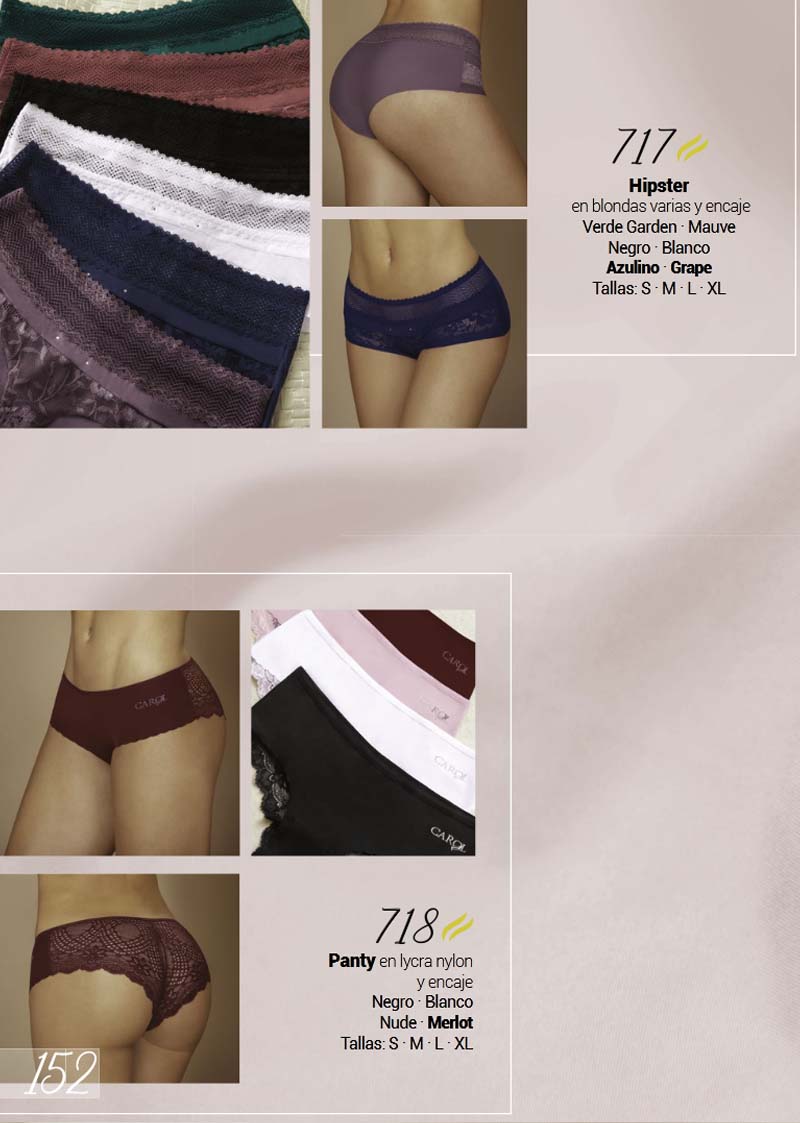 717
Hipster
en blondas varias y encaje
Verde Garden · Mauve
Negro · Blanco
Azulino · Grape
Tallas: S · M · L · XL
CAROL
CAROL
CAROL
CAROL
CAROL
718
Panty en lycra nylon
y encaje
Negro · Blanco
Nude · Merlot
Tallas: S · M · L · XL
152